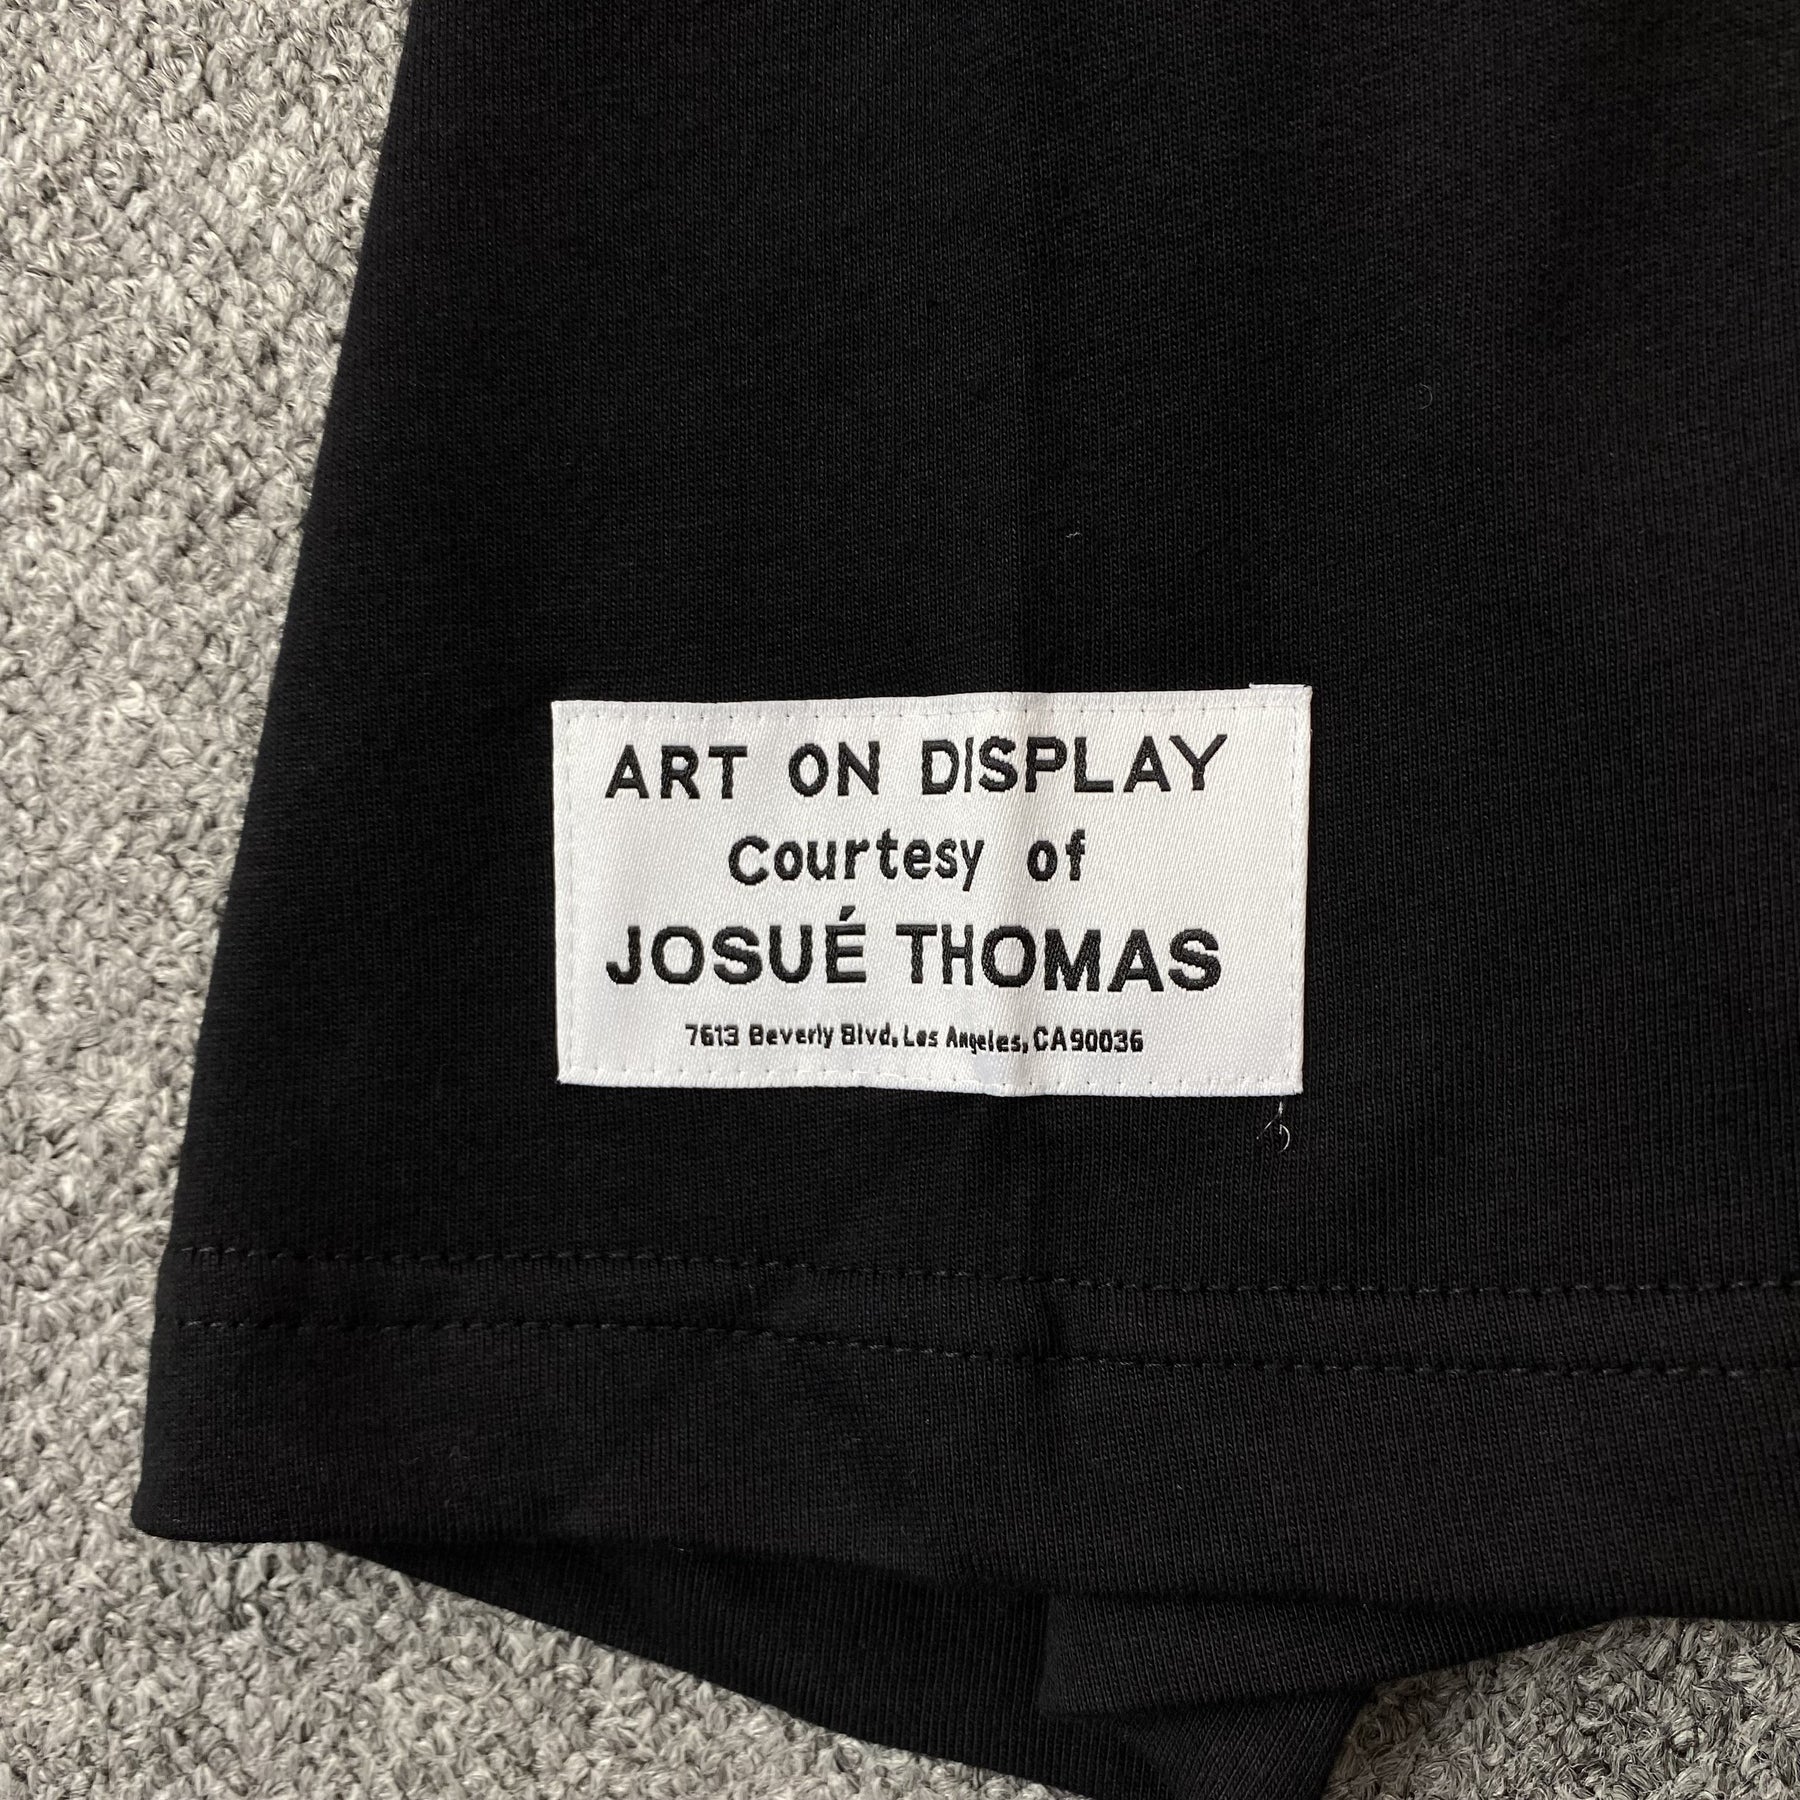 ART ON DISPLAY
Courtesy of
JOSUÉ THOMAS
7613 Beverly Blvd, Los Angeles, CA90036